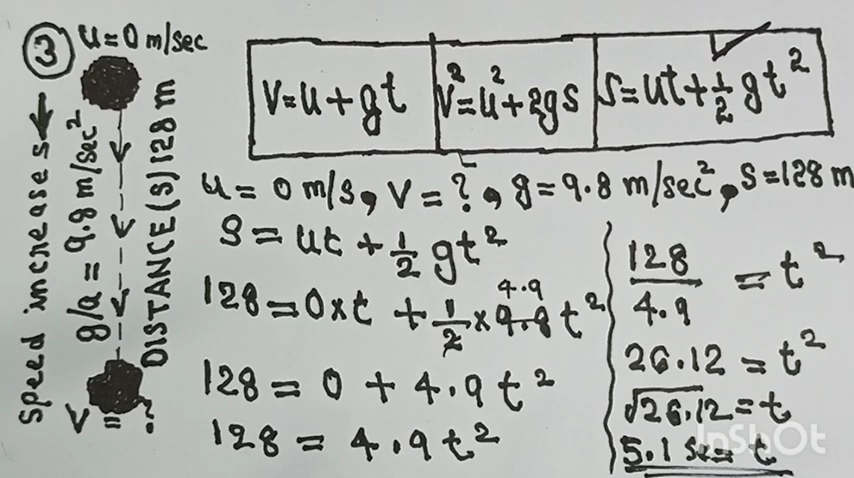 ③ u=0 m/sec
speed increases
g/a = 9.8 m/sec²
DISTANCE(S) 128 m
V = ?
V=u+gt
V²=u²+2gs
S=ut+½gt²
u = 0 m/s, V = ?, g = 9.8 m/sec², S=128 m
S = ut + ½ gt²
128 = 0×t + ½ × 9.8 t²
4.9
128 = 0 + 4.9 t²
128 = 4.9 t²
128/4.9 = t²
26.12 = t²
√26.12 = t
5.1 sec = t
InShOt